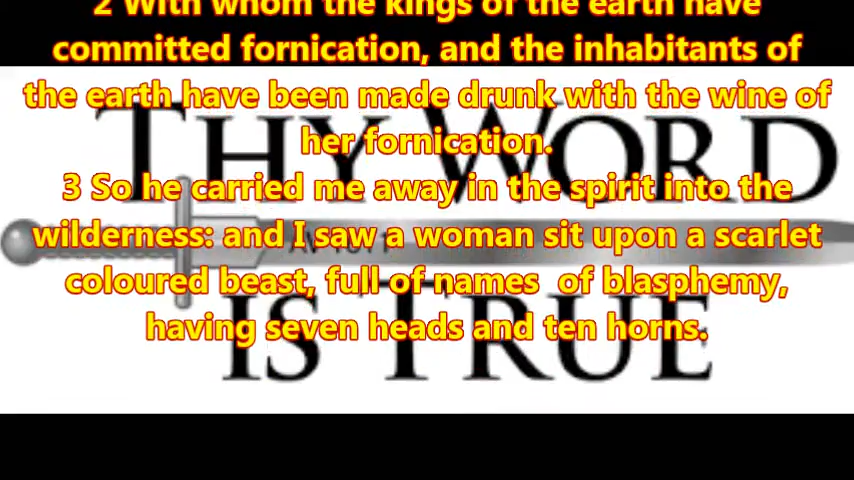 2 With whom the kings of the earth have
committed fornication, and the inhabitants of
the earth have been made drunk with the wine of
her fornication.
3 So he carried me away in the spirit into the
wilderness: and I saw a woman sit upon a scarlet
coloured beast, full of names of blasphemy,
having seven heads and ten horns.
THY WORD
AV 1611
IS TRUE